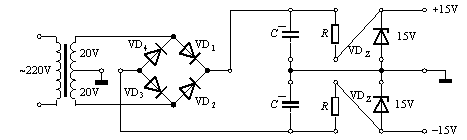 +15V
VD4 VD1
20V
C R
15V
VDZ
~220V
20V
VD3 VD2
VDZ
C R
15V
−15V